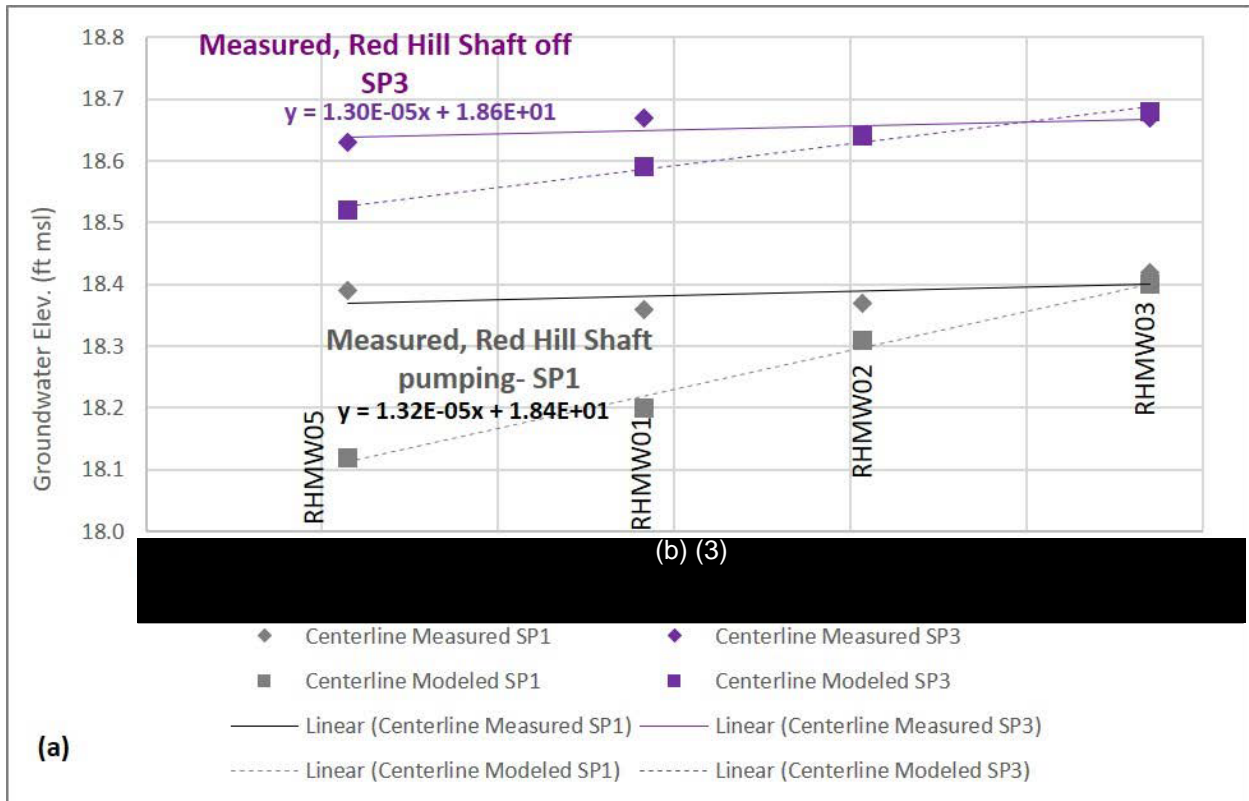 Measured, Red Hill Shaft off
SP3
y = 1.30E-05x + 1.86E+01
18.8
18.7
18.6
18.5
18.4
18.3
18.2
18.1
18.0
Groundwater Elev. (ft msl)
Measured, Red Hill Shaft
pumping- SP1
y = 1.32E-05x + 1.84E+01
RHMW05
RHMW01
RHMW02
RHMW03
(b) (3)
Centerline Measured SP1
Centerline Measured SP3
Centerline Modeled SP1
Centerline Modeled SP3
Linear (Centerline Measured SP1)
Linear (Centerline Measured SP3)
Linear (Centerline Modeled SP1)
Linear (Centerline Modeled SP3)
(a)